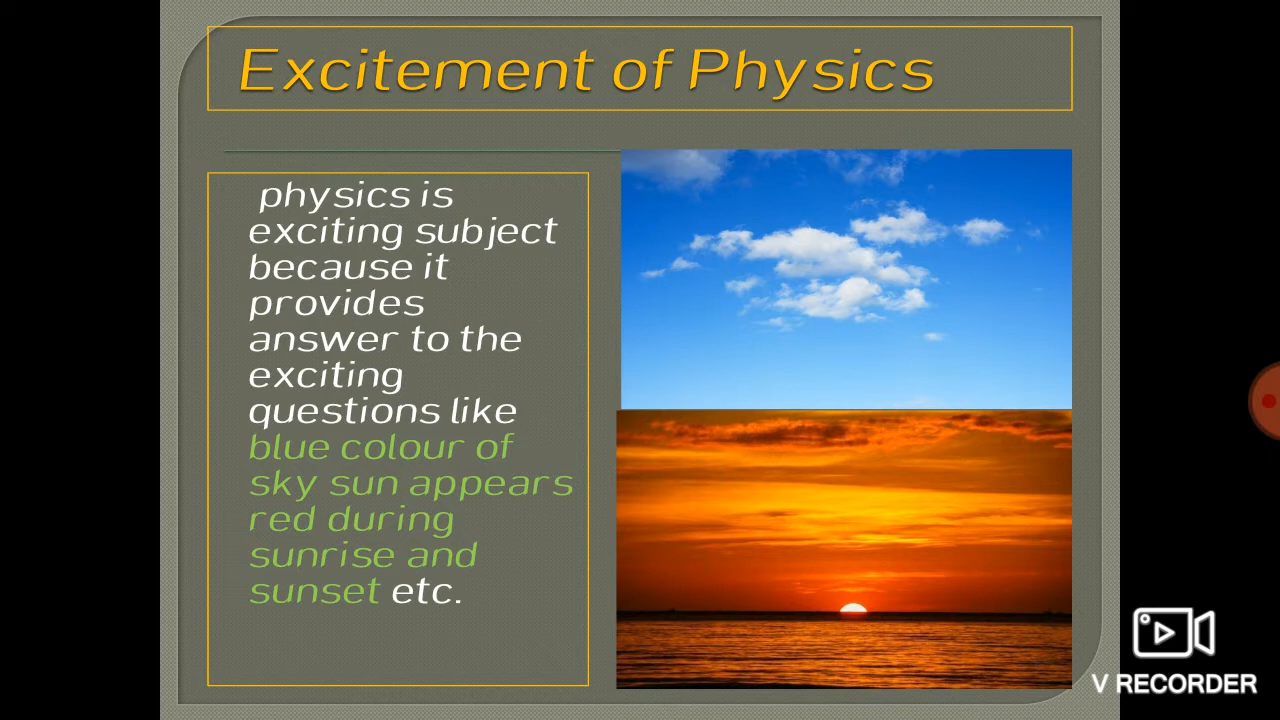 Excitement of Physics
physics is
exciting subject
because it
provides
answer to the
exciting
questions like
blue colour of
sky sun appears
red during
sunrise and
sunset etc.
V RECORDER